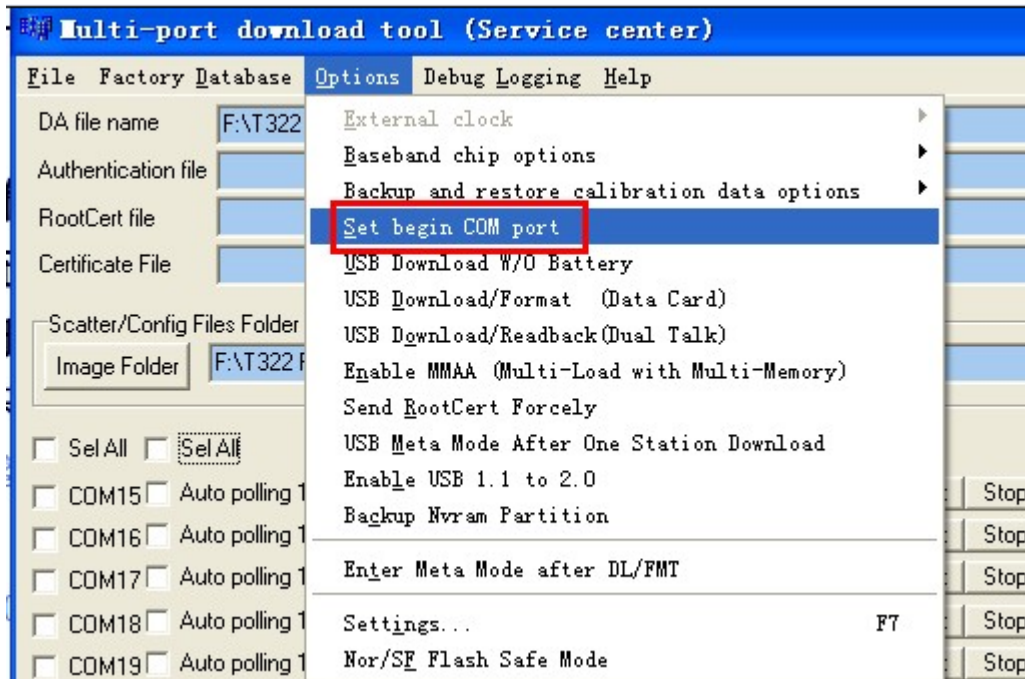 Multi-port download tool (Service center)
File Factory Database Options Debug Logging Help
DA file name F:\T322
Authentication file
RootCert file
Certificate File
Scatter/Config Files Folder
Image Folder F:\T322 F
Sel All Sel All
COM15 Auto polling 1
COM16 Auto polling 1
COM17 Auto polling 1
COM18 Auto polling 1
COM19 Auto polling 1
External clock
Baseband chip options
Backup and restore calibration data options
Set begin COM port
USB Download W/O Battery
USB Download/Format (Data Card)
USB Download/Readback(Dual Talk)
Enable MMAA (Multi-Load with Multi-Memory)
Send RootCert Forcely
USB Meta Mode After One Station Download
Enable USB 1.1 to 2.0
Backup Nvram Partition
Enter Meta Mode after DL/FMT
Settings... F7
Nor/SF Flash Safe Mode
Stop
Stop
Stop
Stop
Stop